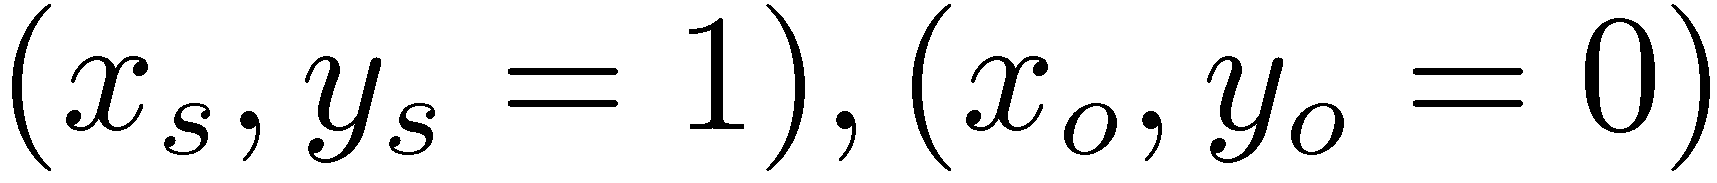 (x_s, y_s = 1), (x_o, y_o = 0)